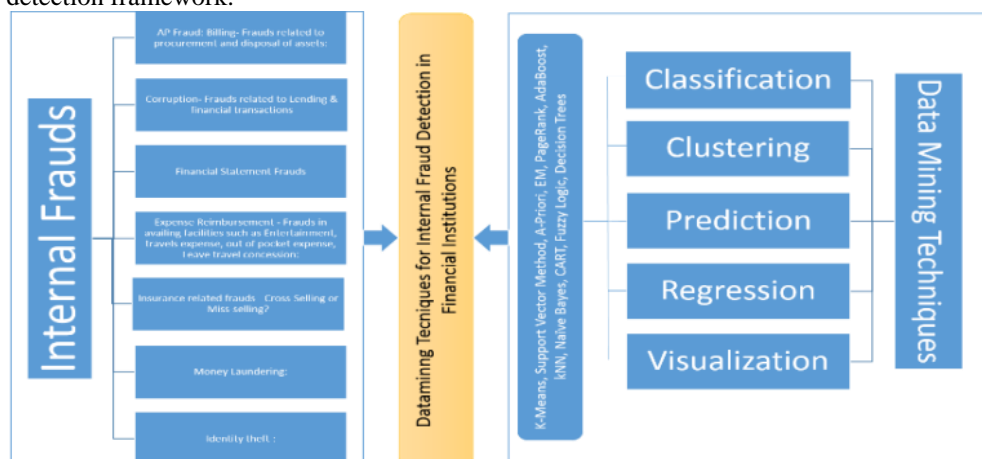 detection framework.
Internal Frauds
AP Fraud: Billing- Frauds related to
procurement and disposal of assets:
Corruption- Frauds related to Lending &
financial transactions
Financial Statement Frauds
Expense Reimbursement - Frauds in
availing facilities such as Entertainment,
travels expense, out of pocket expense,
Leave travel concession:
Insurance related frauds Cross Selling or
Miss selling?
Money Laundering:
Identity theft :
Datamininng Tecniques for Internal Fraud Detection in
Financial Institutions
K-Means, Support Vector Method, A-Priori, EM, PageRank, AdaBoost,
kNN, Naïve Bayes, CART, Fuzzy Logic, Decision Trees
Classification
Clustering
Prediction
Regression
Visualization
Data Mining Techniques